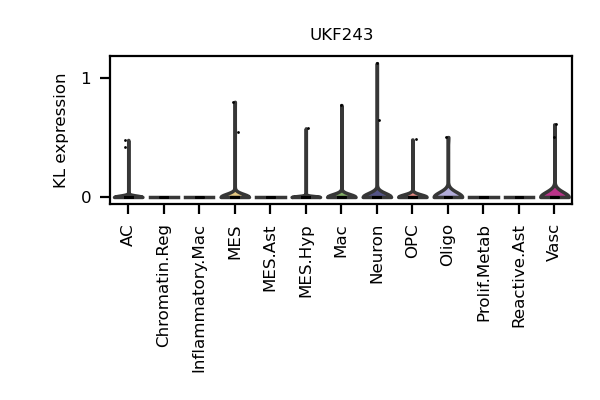 UKF243
KL expression
1
0
AC
Chromatin.Reg
Inflammatory.Mac
MES
MES.Ast
MES.Hyp
Mac
Neuron
OPC
Oligo
Prolif.Metab
Reactive.Ast
Vasc